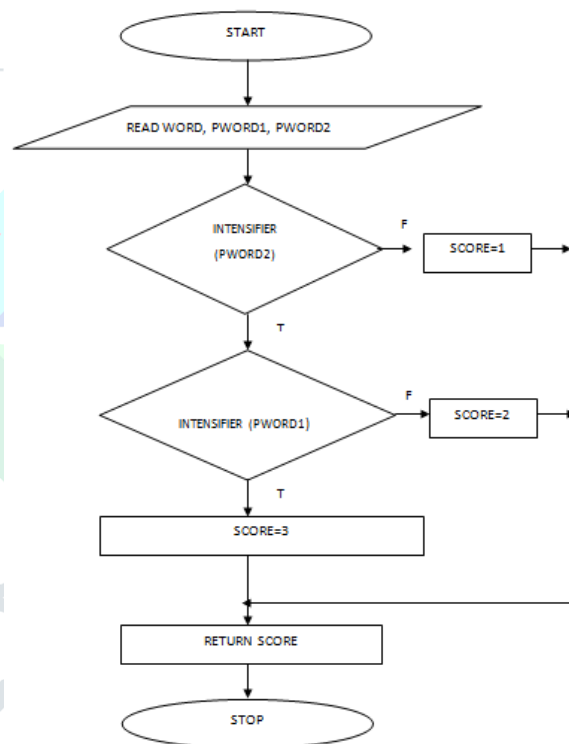 START
READ WORD, PWORD1, PWORD2
INTENSIFIER
(PWORD2)
F
SCORE=1
T
INTENSIFIER (PWORD1)
F
SCORE=2
T
SCORE=3
RETURN SCORE
STOP